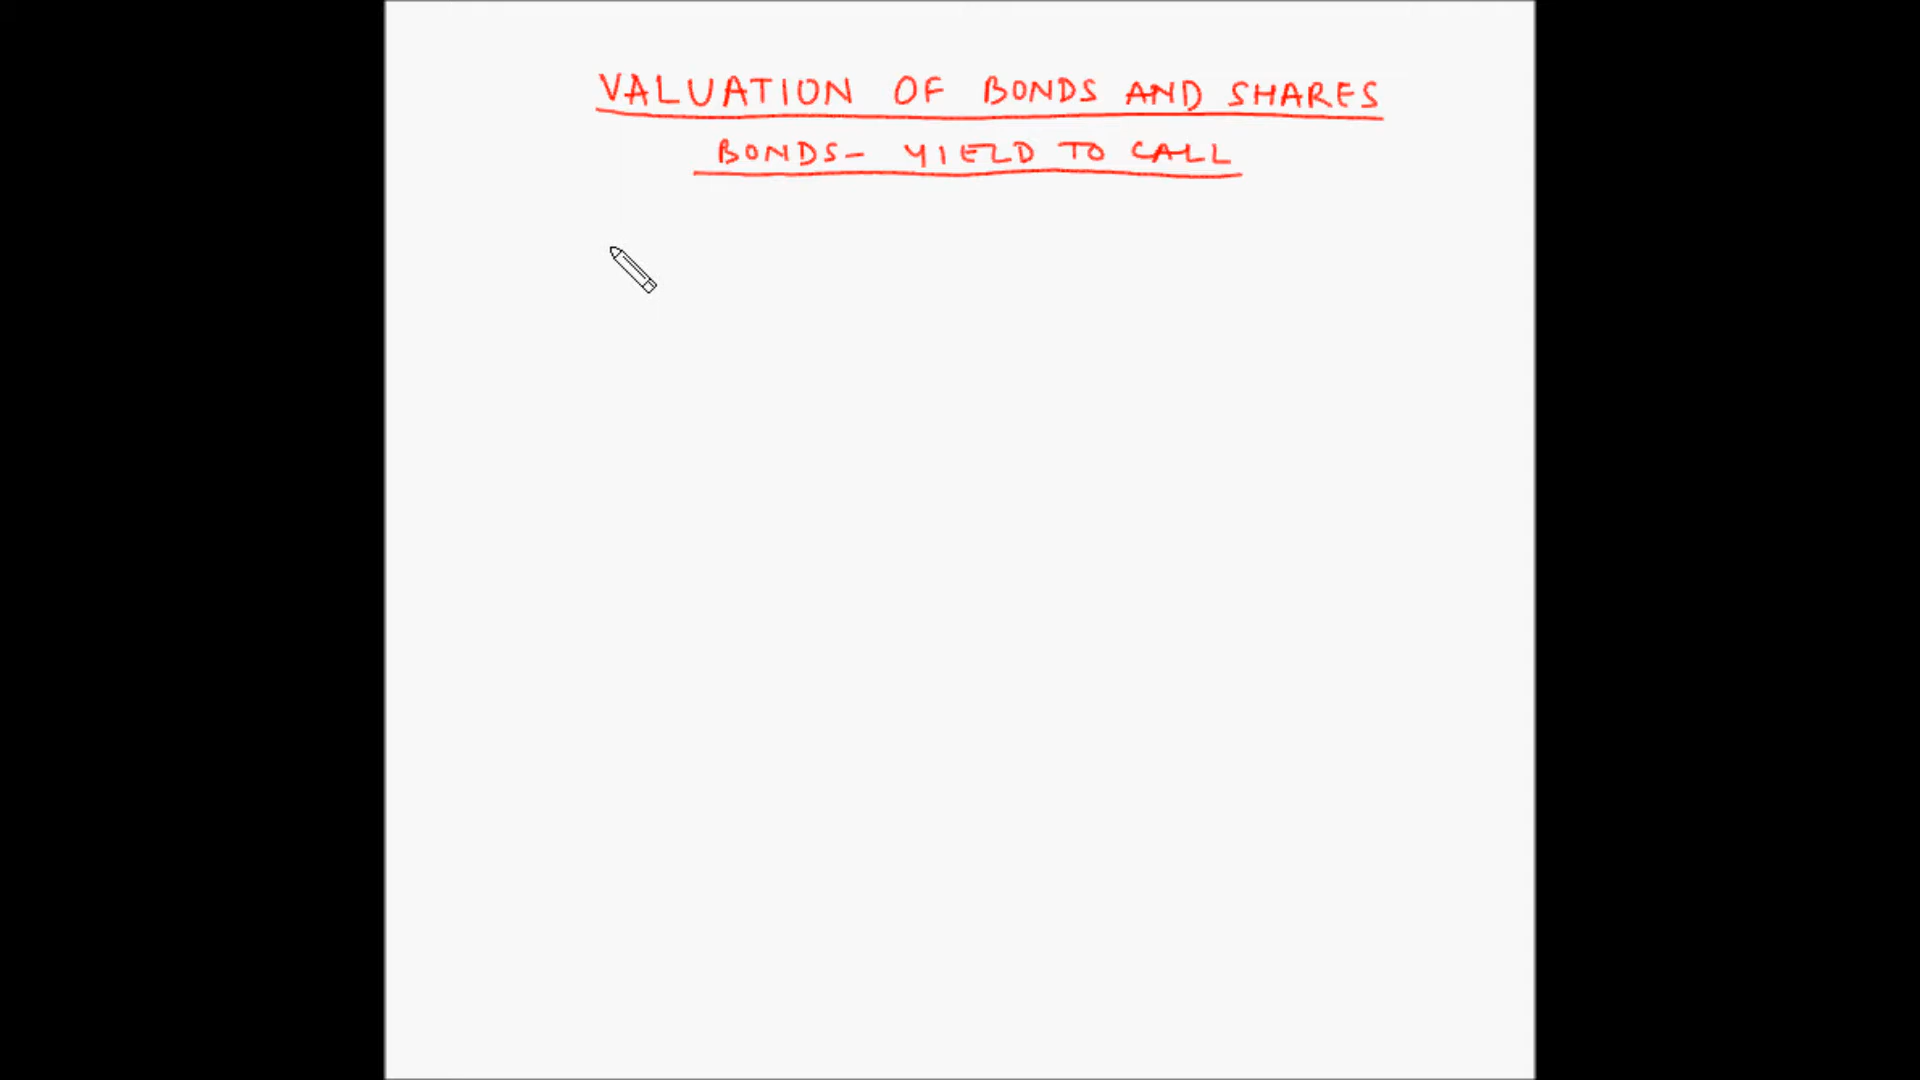 VALUATION OF BONDS AND SHARES
BONDS- YIELD TO CALL